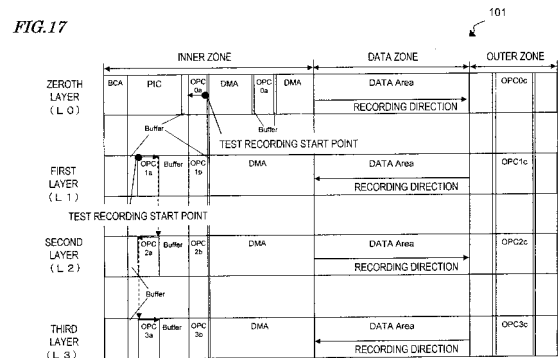 FIG.17
101
INNER ZONE
DATA ZONE
OUTER ZONE
ZEROTH LAYER (L0)
BCA
PIC
OPC 0a
DMA
OPC 0a
DMA
DATA Area
RECORDING DIRECTION
OPC0c
Buffer
Buffer
TEST RECORDING START POINT
FIRST LAYER (L1)
OPC 1a
Buffer
OPC 1b
DMA
DATA Area
RECORDING DIRECTION
OPC1c
TEST RECORDING START POINT
SECOND LAYER (L2)
OPC 2a
Buffer
OPC 2b
DMA
DATA Area
RECORDING DIRECTION
OPC2c
Buffer
THIRD LAYER (L3)
OPC 3a
Buffer
OPC 3b
DMA
DATA Area
RECORDING DIRECTION
OPC3c